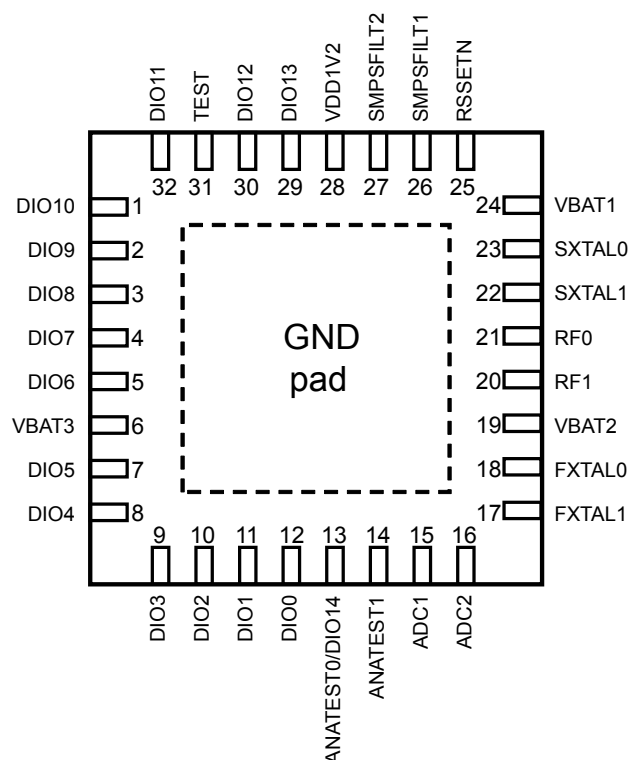 DIO11
TEST
DIO12
DIO13
VDD1V2
SMPSFILT2
SMPSFILT1
RSSETN
32 31 30 29 28 27 26 25
DIO10 1
DIO9 2
DIO8 3
DIO7 4
DIO6 5
VBAT3 6
DIO5 7
DIO4 8
GND
pad
24 VBAT1
23 SXTAL0
22 SXTAL1
21 RF0
20 RF1
19 VBAT2
18 FXTAL0
17 FXTAL1
9 10 11 12 13 14 15 16
DIO3
DIO2
DIO1
DIO0
ANATEST0/DIO14
ANATEST1
ADC1
ADC2